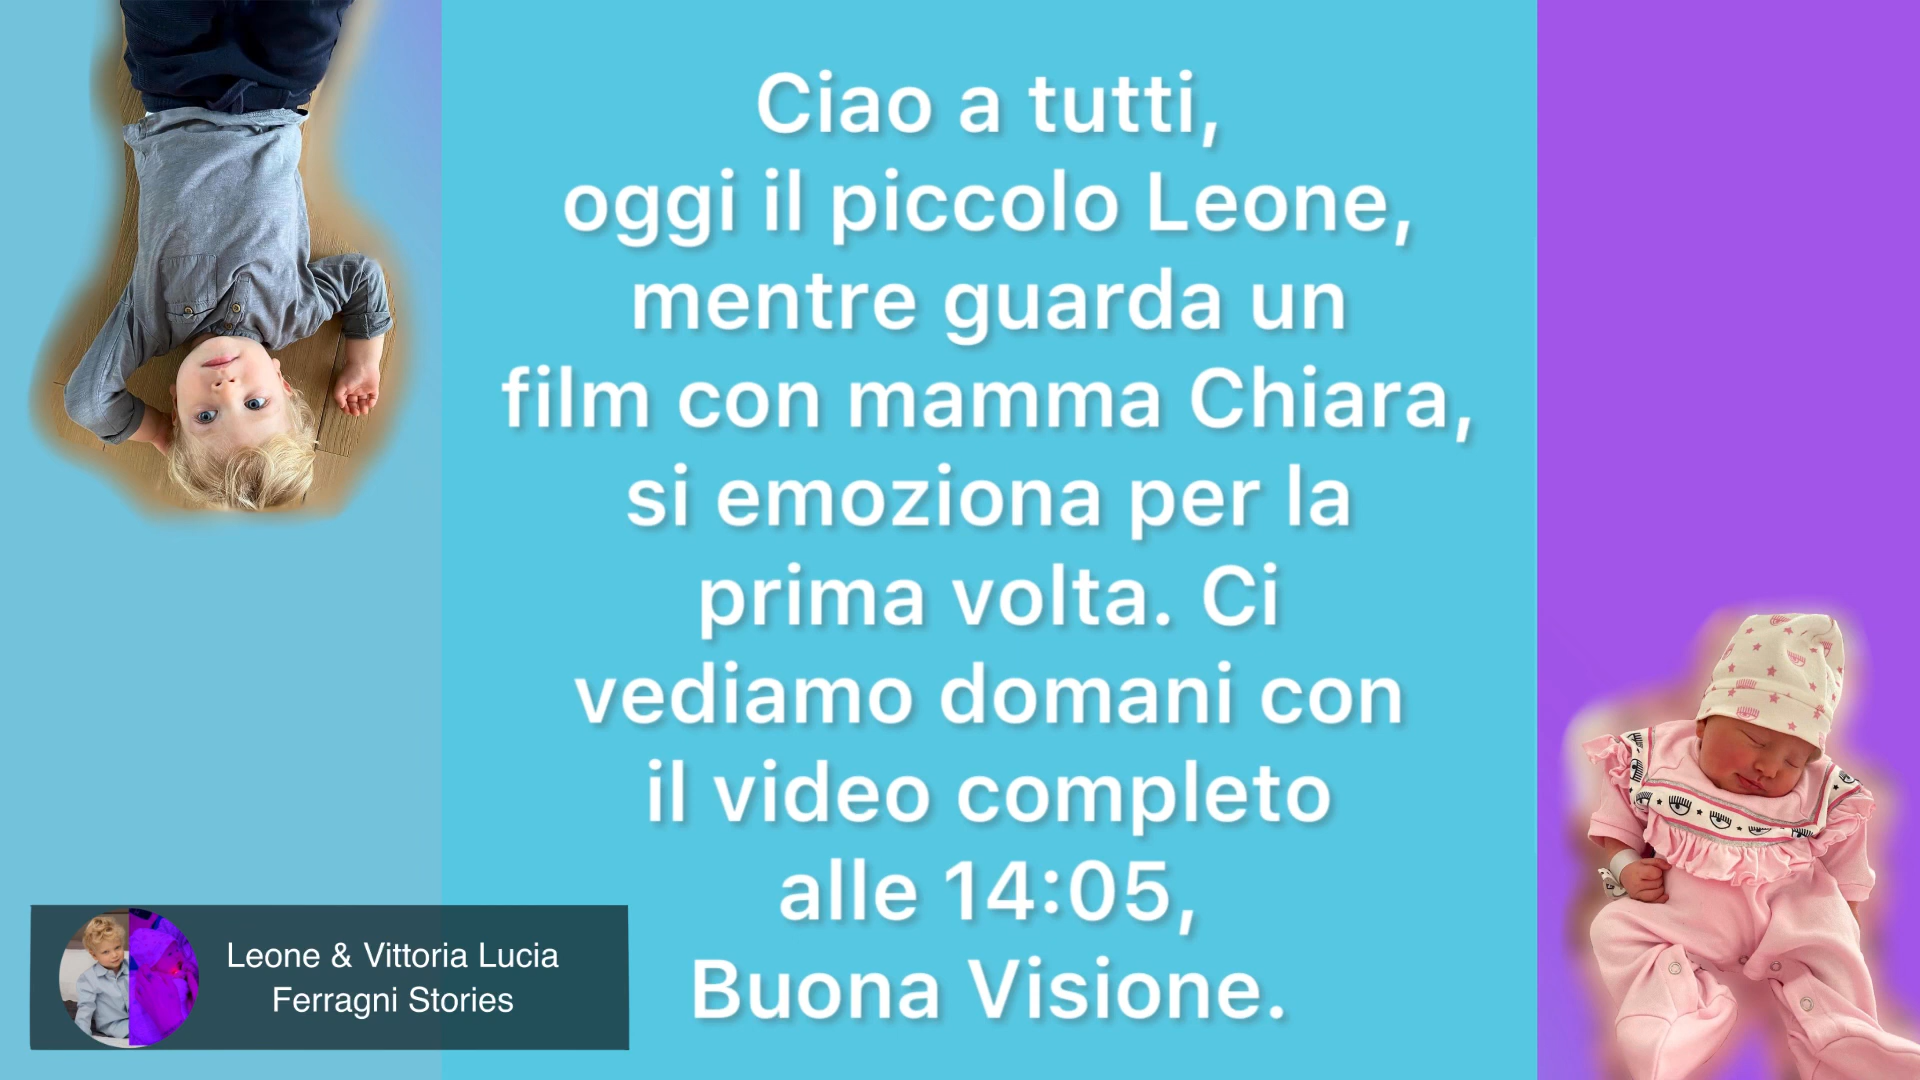 Ciao a tutti,
oggi il piccolo Leone,
mentre guarda un
film con mamma Chiara,
si emoziona per la
prima volta. Ci
vediamo domani con
il video completo
alle 14:05,
Buona Visione.
Leone & Vittoria Lucia
Ferragni Stories